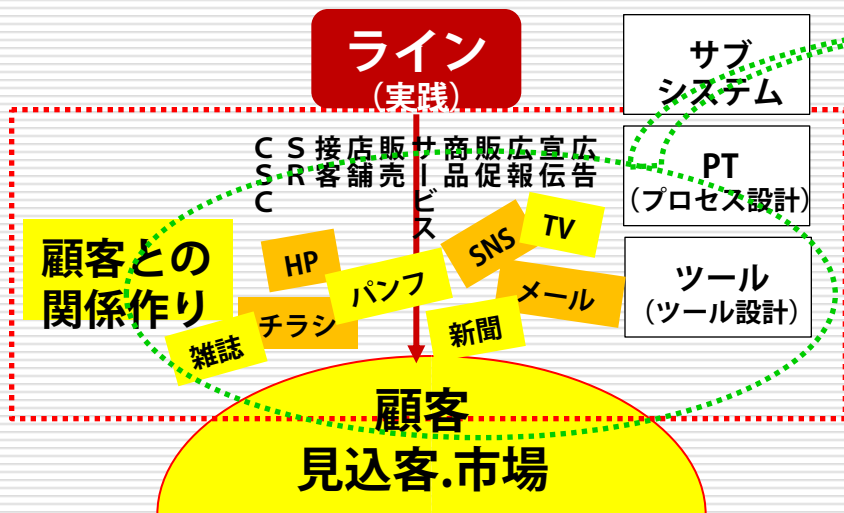 ライン
（実践）
サブ
システム
広告
宣伝
広報
販促
商品
サービス
販売
店舗
接客
ＳＲ
ＣＳＣ
PT
（プロセス設計）
顧客との
関係作り
HP
パンフ
SNS
TV
チラシ
雑誌
新聞
メール
ツール
（ツール設計）
顧客
見込客.市場